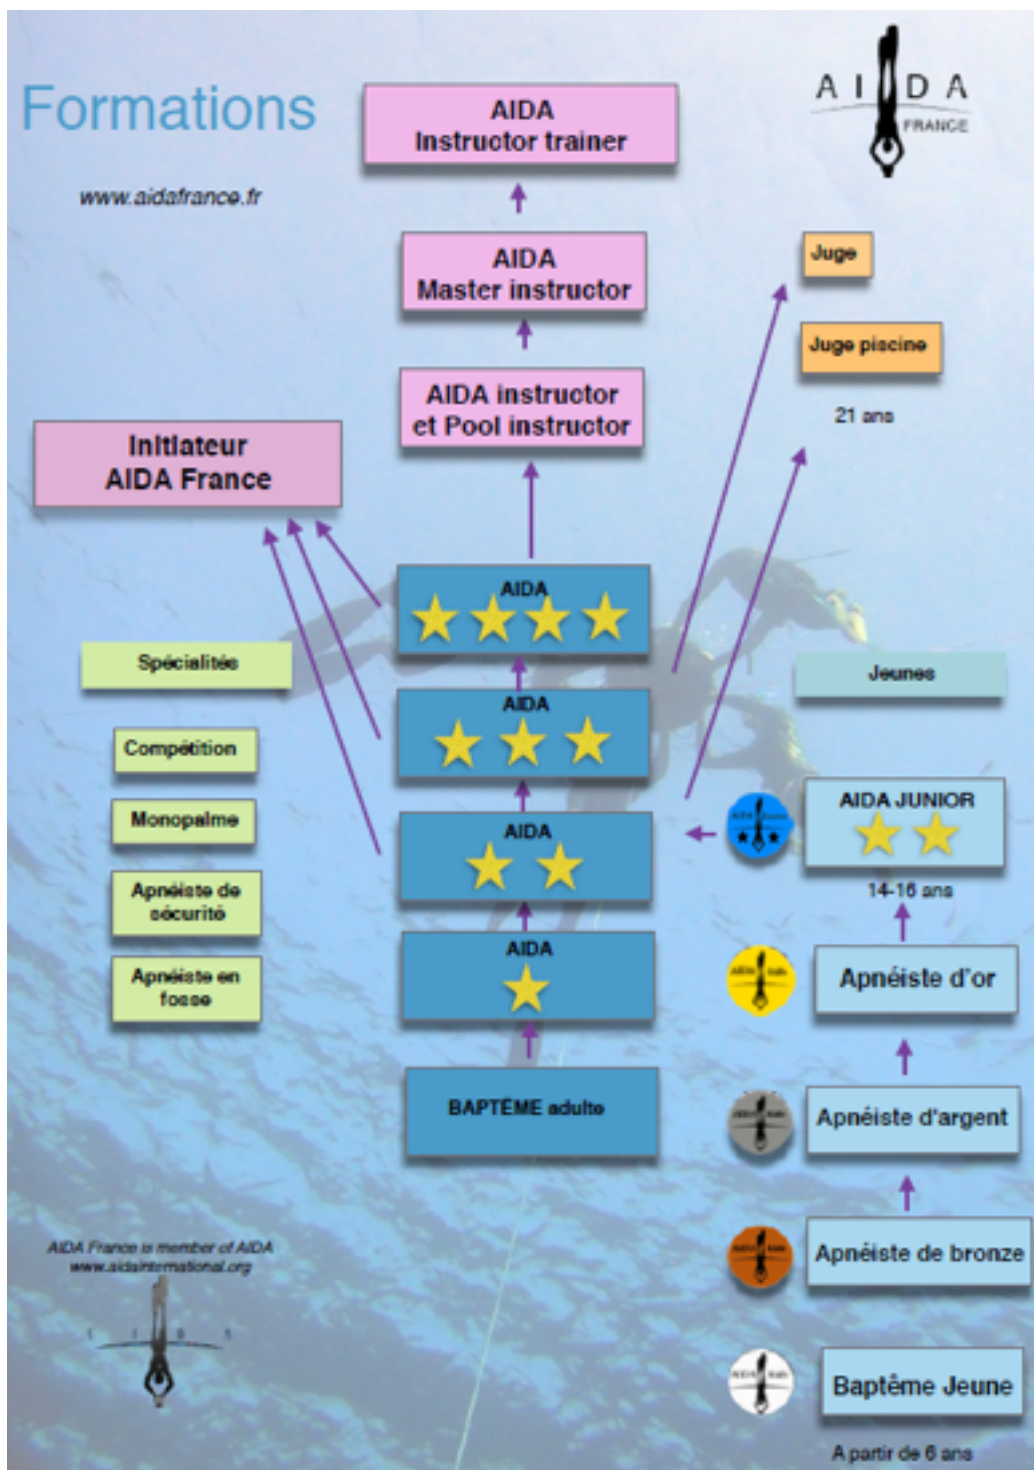 Formations
www.aidafrance.fr
AIDA
FRANCE
AIDA
Instructor trainer
AIDA
Master instructor
AIDA instructor
et Pool instructor
Juge
Juge piscine
21 ans
Initiateur
AIDA France
AIDA
AIDA
AIDA
AIDA
BAPTÊME adulte
Spécialités
Compétition
Monopalme
Apnéiste de
sécurité
Apnéiste en
fosse
Jeunes
AIDA JUNIOR
14-16 ans
Apnéiste d'or
Apnéiste d'argent
Apnéiste de bronze
Baptême Jeune
A partir de 6 ans
AIDA France is member of AIDA
www.aidainternational.org